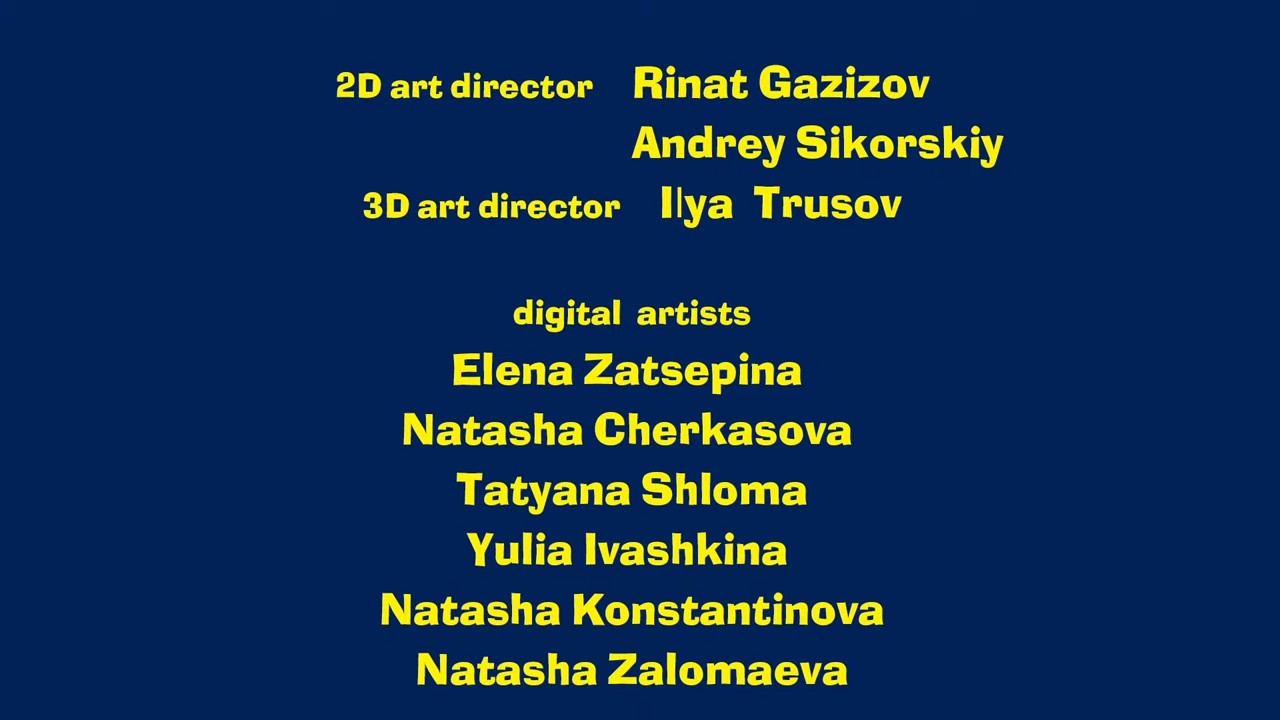 2D art director Rinat Gazizov
Andrey Sikorskiy
3D art director Ilya Trusov
digital artists
Elena Zatsepina
Natasha Cherkasova
Tatyana Shloma
Yulia Ivashkina
Natasha Konstantinova
Natasha Zalomaeva